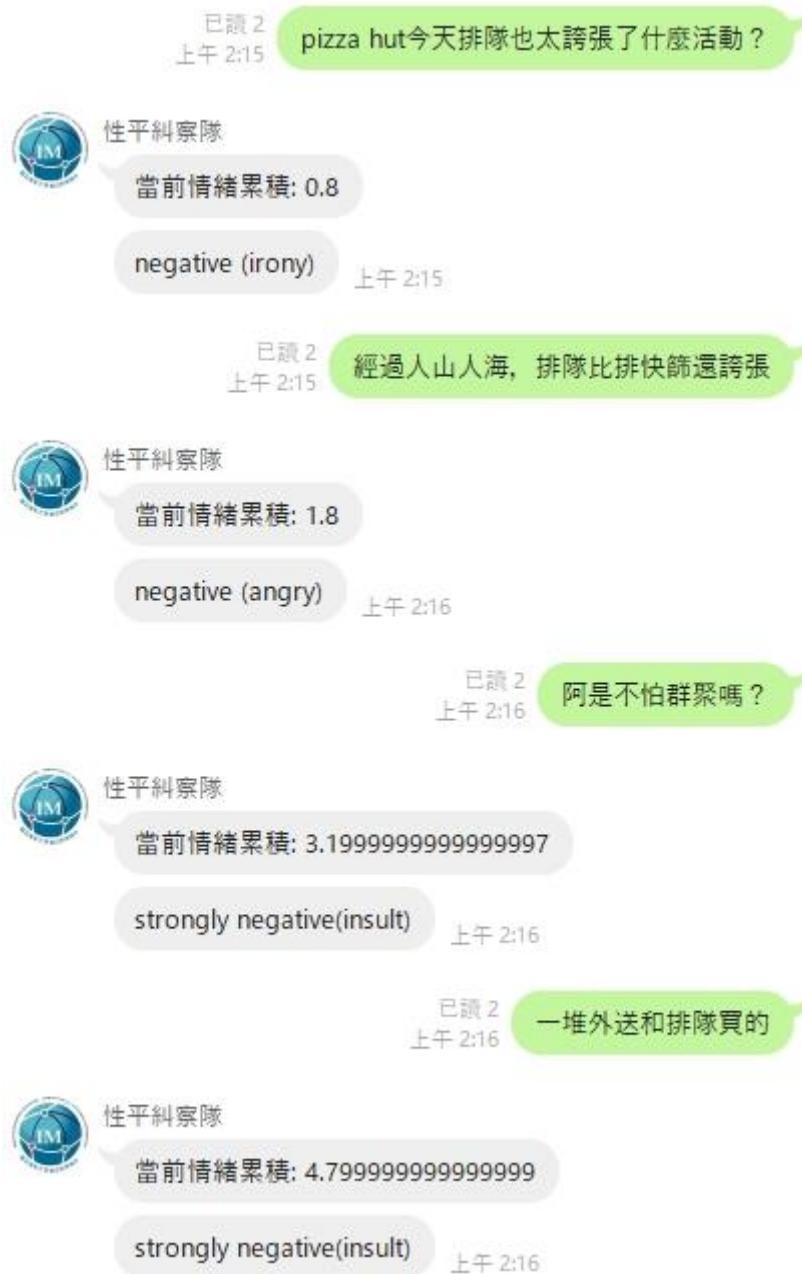 已讀 2
上午 2:15
pizza hut今天排隊也太誇張了什麼活動？
IM
性平糾察隊
當前情緒累積: 0.8
negative (irony)
上午 2:15
已讀 2
上午 2:15
經過人山人海，排隊比排快篩還誇張
IM
性平糾察隊
當前情緒累積: 1.8
negative (angry)
上午 2:16
已讀 2
上午 2:16
阿是不怕群聚嗎？
IM
性平糾察隊
當前情緒累積: 3.1999999999999997
strongly negative(insult)
上午 2:16
已讀 2
上午 2:16
一堆外送和排隊買的
IM
性平糾察隊
當前情緒累積: 4.799999999999999
strongly negative(insult)
上午 2:16